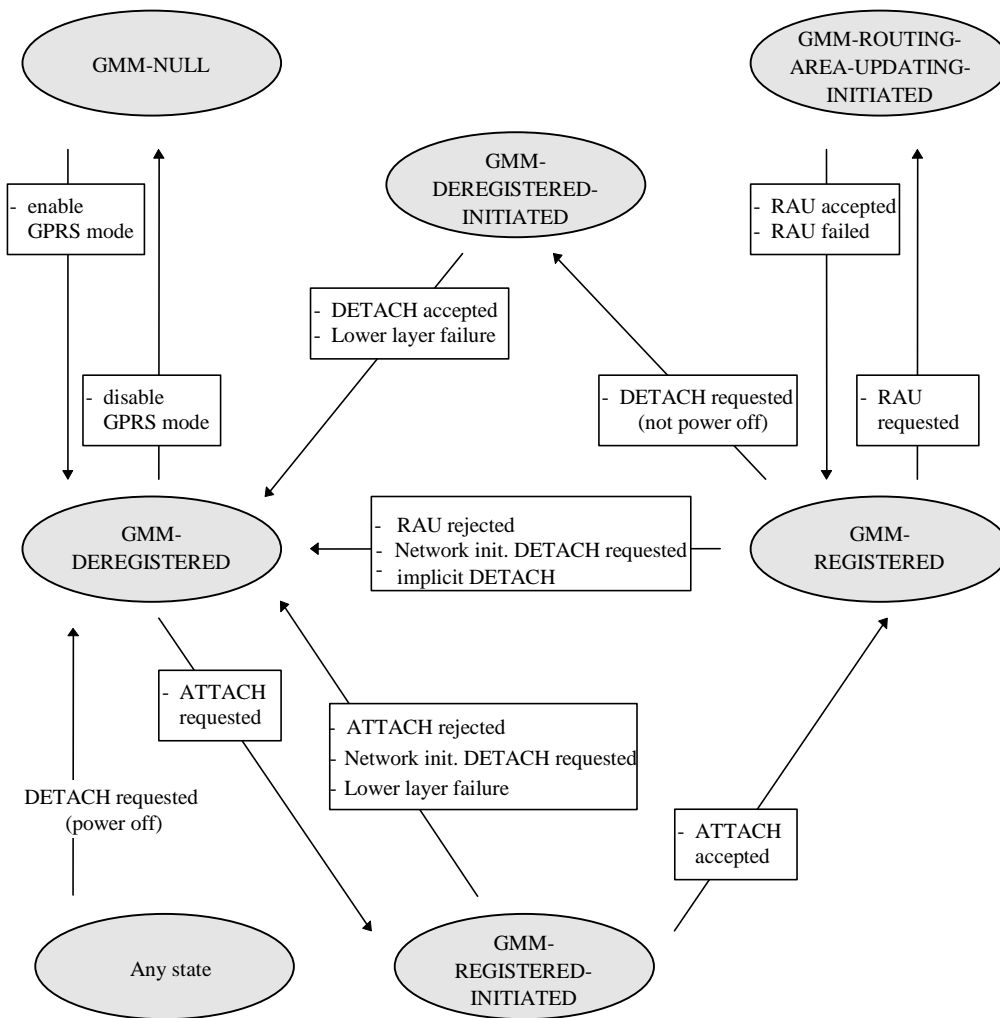 GMM-NULL
GMM-ROUTING-
AREA-UPDATING-
INITIATED
GMM-
DEREGISTERED-
INITIATED
- enable
GPRS mode
- RAU accepted
- RAU failed
- DETACH accepted
- Lower layer failure
- disable
GPRS mode
- DETACH requested
(not power off)
- RAU
requested
GMM-
DEREGISTERED
- RAU rejected
- Network init. DETACH requested
- implicit DETACH
GMM-
REGISTERED
- ATTACH
requested
- ATTACH rejected
- Network init. DETACH requested
- Lower layer failure
DETACH requested
(power off)
- ATTACH
accepted
Any state
GMM-
REGISTERED-
INITIATED